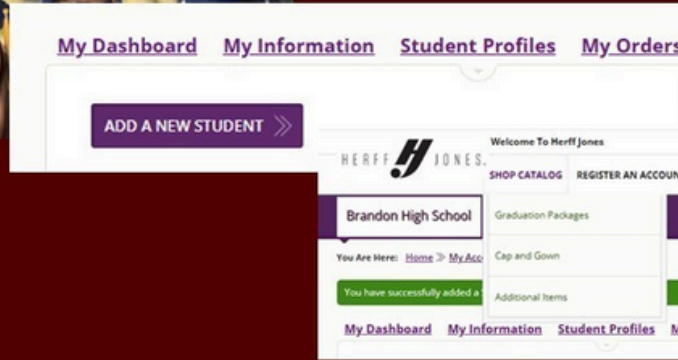 My Dashboard My Information Student Profiles My Orders
ADD A NEW STUDENT
HERFF JONES.
Welcome To Herff Jones
SHOP CATALOG REGISTER AN ACCOUN
Brandon High School
Graduation Packages
You Are Here: Home My Acc
Cap and Gown
You have successfully added a
Additional Items
My Dashboard My Information Student Profiles M